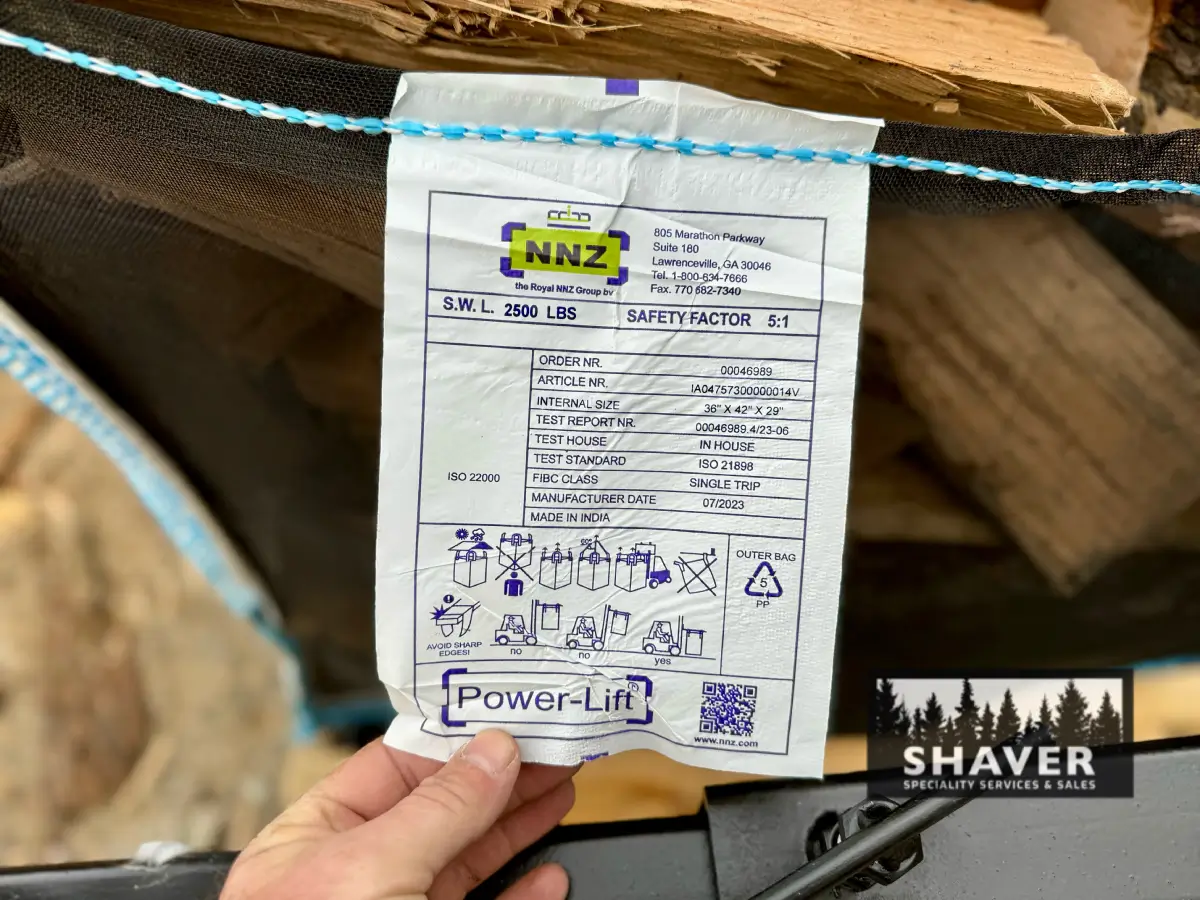 NNZ
the Royal NNZ Group bv
805 Marathon Parkway
Suite 180
Lawrenceville, GA 30046
Tel. 1-800-634-7666
Fax. 770 682-7340
S.W.L. 2500 LBS SAFETY FACTOR 5:1
ORDER NR. 00046989
ARTICLE NR. IA04757300000014V
INTERNAL SIZE 36" X 42" X 29"
TEST REPORT NR. 00046989.4/23-06
TEST HOUSE IN HOUSE
TEST STANDARD ISO 21898
ISO 22000
FIBC CLASS SINGLE TRIP
MANUFACTURER DATE 07/2023
MADE IN INDIA
OUTER BAG
5
PP
AVOID SHARP
EDGES!
no
no
yes
Power-Lift®
www.nnz.com
SHAVER
SPECIALITY SERVICES & SALES